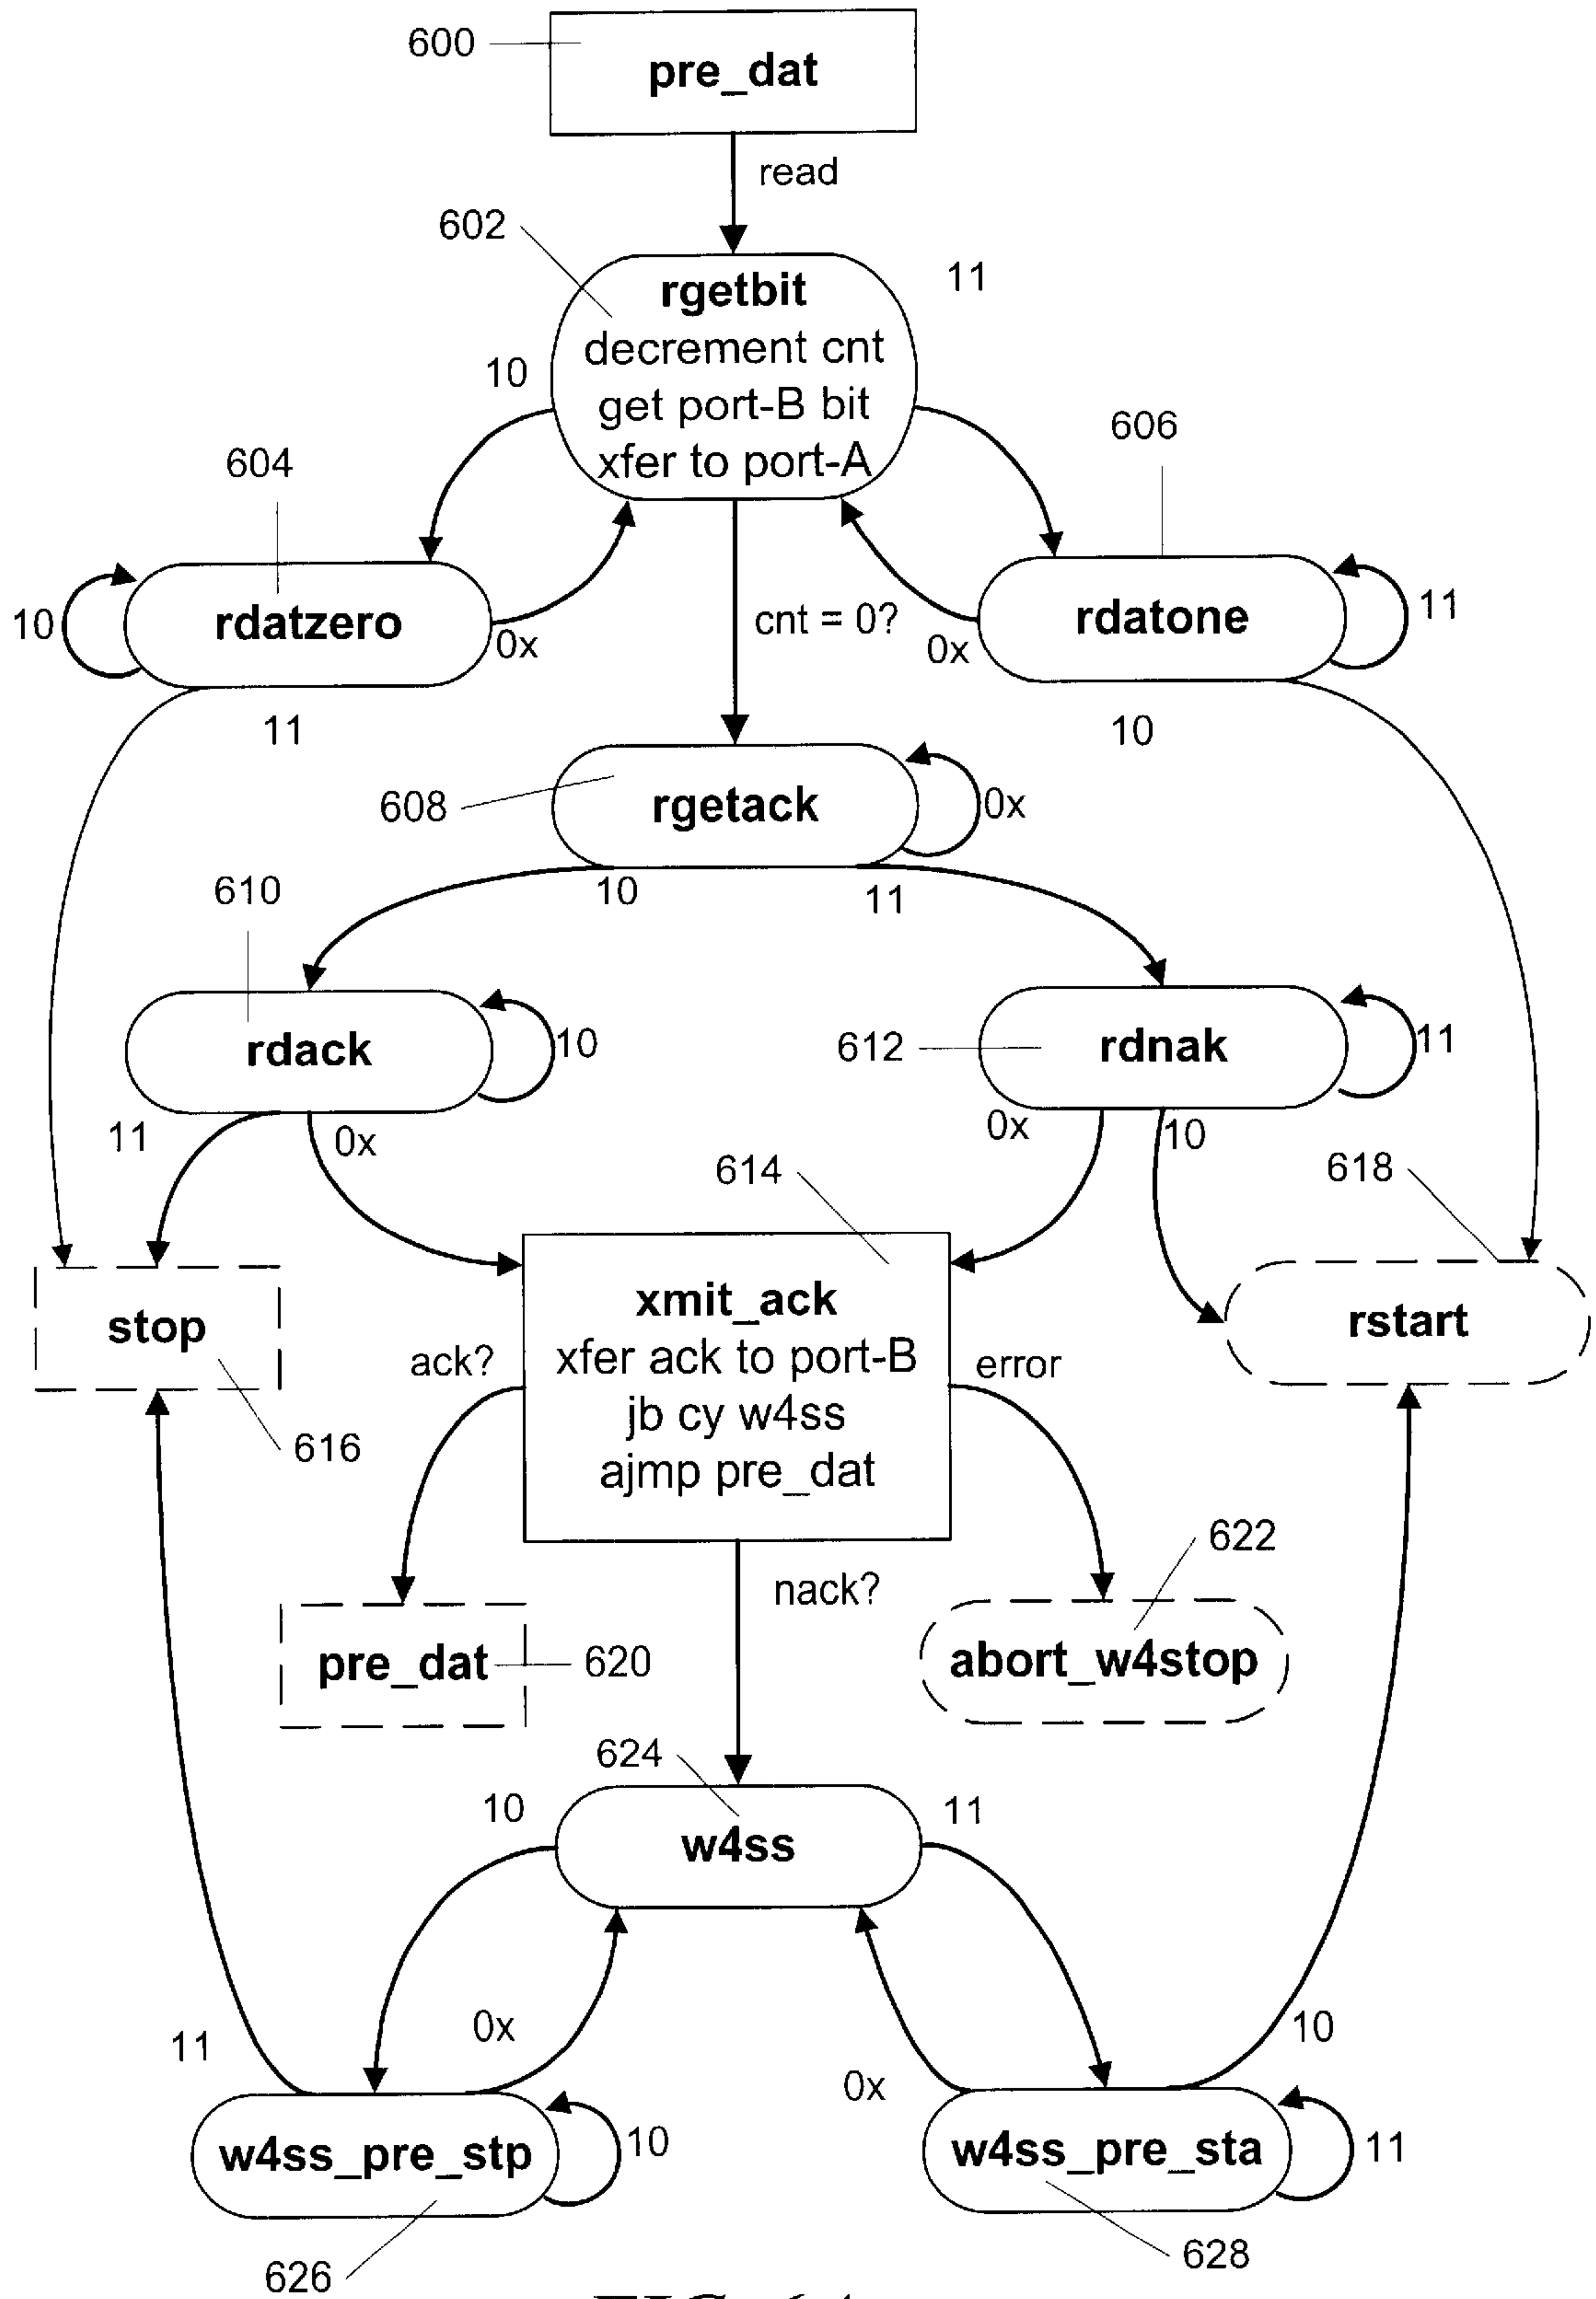 600
pre_dat
read
602
11
rgetbit
decrement cnt
10
get port-B bit
xfer to port-A
606
604
10
rdatzero
0x
cnt = 0?
0x
rdatone
11
11
10
608
rgetack
0x
610
10
11
rdack
10
612
rdnak
11
11
0x
0x
10
614
618
stop
xmit_ack
xfer ack to port-B
jb cy w4ss
ajmp pre_dat
rstart
ack?
error
616
622
nack?
pre_dat
620
abort_w4stop
624
10
11
w4ss
11
0x
0x
10
w4ss_pre_stp
10
w4ss_pre_sta
11
626
628